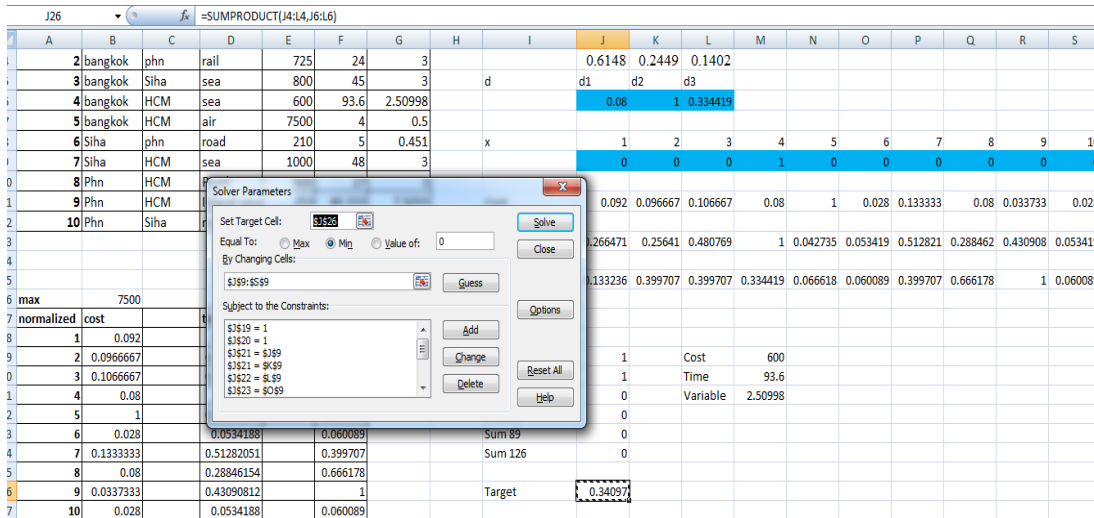 J26 fx =SUMPRODUCT(J4:L4,J6:L6)
A B C D E F G H I J K L M N O P Q R S
2 bangkok phn rail 725 24 3 0.6148 0.2449 0.1402
3 bangkok Siha sea 800 45 3 d d1 d2 d3
4 bangkok HCM sea 600 93.6 2.50998 0.08 1 0.334419
5 bangkok HCM air 7500 4 0.5
6 Siha phn road 210 5 0.451 x 1 2 3 4 5 6 7 8 9
7 Siha HCM sea 1000 48 3 0 0 0 1 0 0 0 0 0
8 Phn HCM
9 Phn HCM 0.092 0.096667 0.106667 0.08 1 0.028 0.133333 0.08 0.033733
10 Phn Siha
0.266471 0.25641 0.480769 1 0.042735 0.053419 0.512821 0.288462 0.430908 0.05341
0.133236 0.399707 0.399707 0.334419 0.066618 0.060089 0.399707 0.666178 1 0.06008
Solver Parameters
Set Target Cell: $J$26 Solve
Equal To: Max Min Value of: 0 Close
By Changing Cells:
$J$9:$S$9 Guess
Subject to the Constraints: Options
$J$19 = 1 Add
$J$20 = 1
$J$21 = $J$9 Change
$J$21 = $K$9 Reset All
$J$22 = $L$9 Delete
$J$23 = $O$9 Help
max 7500
normalized cost
1 0.092
2 0.0966667 1 Cost 600
3 0.1066667 1 Time 93.6
4 0.08 0 Variable 2.50998
5 1 0
6 0.028 0.0534188 0.060089 Sum 89 0
7 0.1333333 0.51282051 0.399707 Sum 126 0
8 0.08 0.28846154 0.666178
9 0.0337333 0.43090812 1 Target 0.34097
10 0.028 0.0534188 0.060089